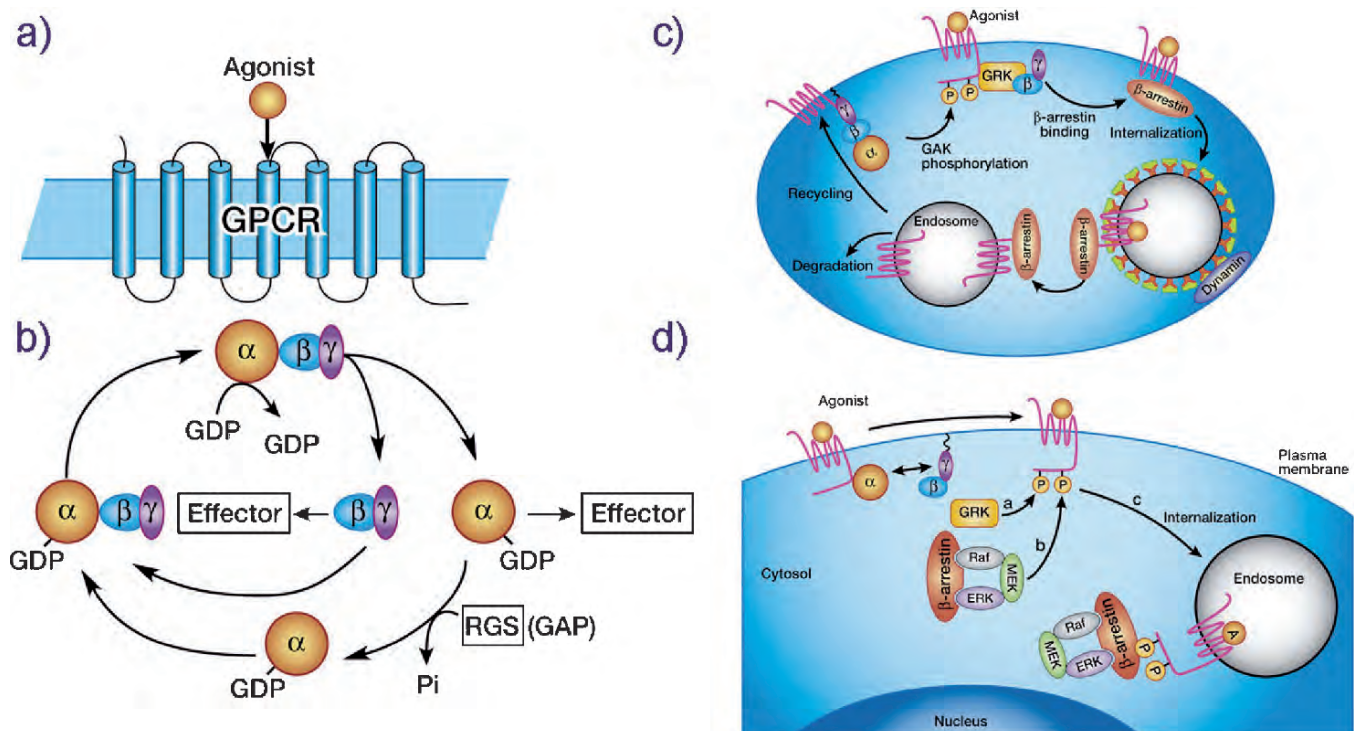 a)
Agonist
GPCR
b)
α
β
γ
GDP
GDP
α
β
γ
GDP
Effector
β
γ
α
GDP
Effector
RGS (GAP)
Pi
α
GDP
c)
Agonist
P
P
GRK
γ
β
β-arrestin
binding
β-arrestin
Internalization
γ
β
α
GAK
phosphorylation
Recycling
Endosome
Degradation
β-arrestin
β-arrestin
Dynamin
d)
Agonist
α
γ
β
P
P
Plasma
membrane
GRK
a
b
c
Internalization
β-arrestin
Raf
MEK
ERK
Cytosol
Endosome
A
β-arrestin
Raf
MEK
ERK
P
P
Nucleus